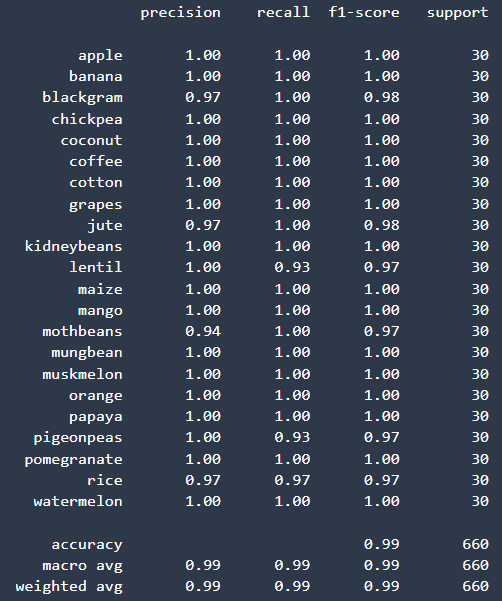 precision recall f1-score support
apple 1.00 1.00 1.00 30
banana 1.00 1.00 1.00 30
blackgram 0.97 1.00 0.98 30
chickpea 1.00 1.00 1.00 30
coconut 1.00 1.00 1.00 30
coffee 1.00 1.00 1.00 30
cotton 1.00 1.00 1.00 30
grapes 1.00 1.00 1.00 30
jute 0.97 1.00 0.98 30
kidneybeans 1.00 1.00 1.00 30
lentil 1.00 0.93 0.97 30
maize 1.00 1.00 1.00 30
mango 1.00 1.00 1.00 30
mothbeans 0.94 1.00 0.97 30
mungbean 1.00 1.00 1.00 30
muskmelon 1.00 1.00 1.00 30
orange 1.00 1.00 1.00 30
papaya 1.00 1.00 1.00 30
pigeonpeas 1.00 0.93 0.97 30
pomegranate 1.00 1.00 1.00 30
rice 0.97 0.97 0.97 30
watermelon 1.00 1.00 1.00 30
accuracy 0.99 660
macro avg 0.99 0.99 0.99 660
weighted avg 0.99 0.99 0.99 660